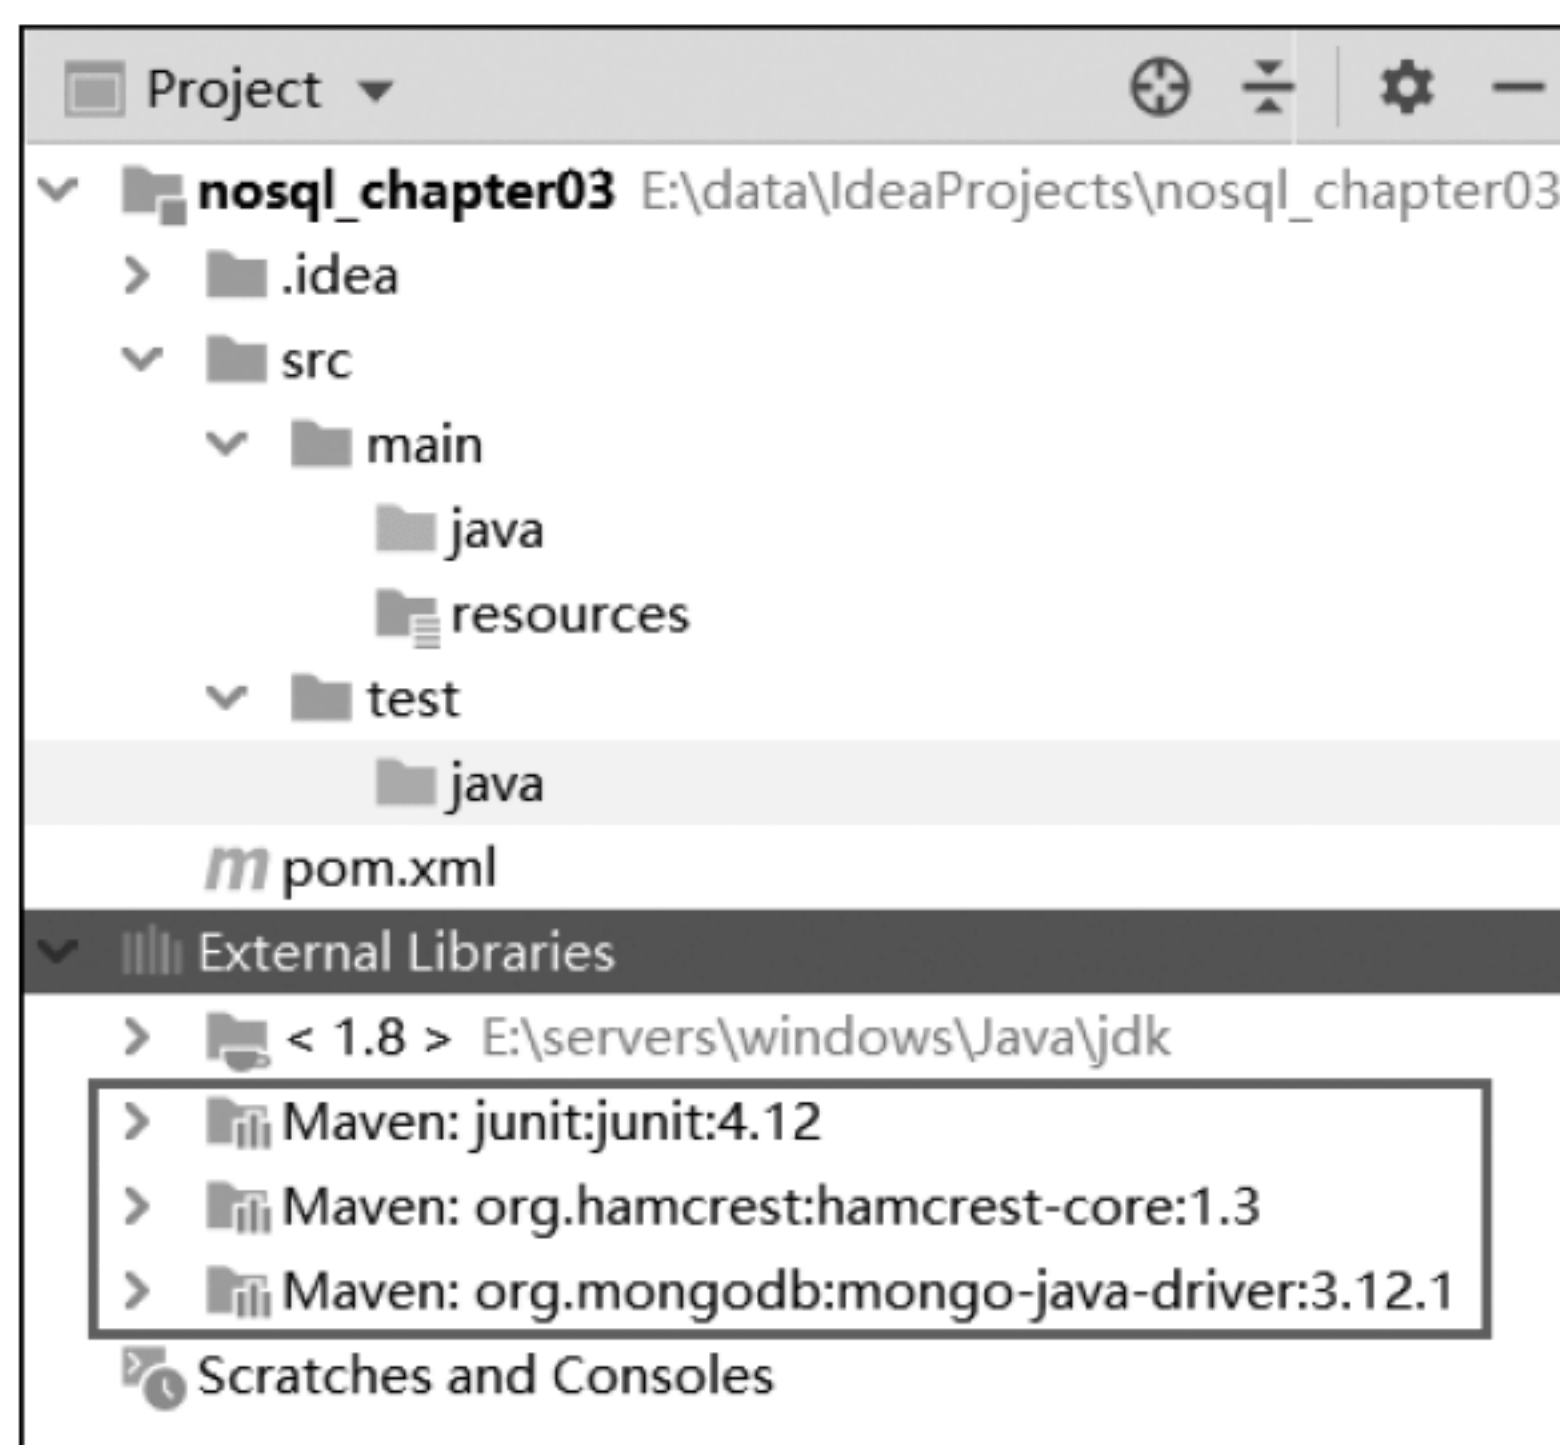 Project
nosql_chapter03 E:\data\IdeaProjects\nosql_chapter03
.idea
src
main
java
resources
test
java
pom.xml
External Libraries
< 1.8 > E:\servers\windows\Java\jdk
Maven: junit:junit:4.12
Maven: org.hamcrest:hamcrest-core:1.3
Maven: org.mongodb:mongo-java-driver:3.12.1
Scratches and Consoles